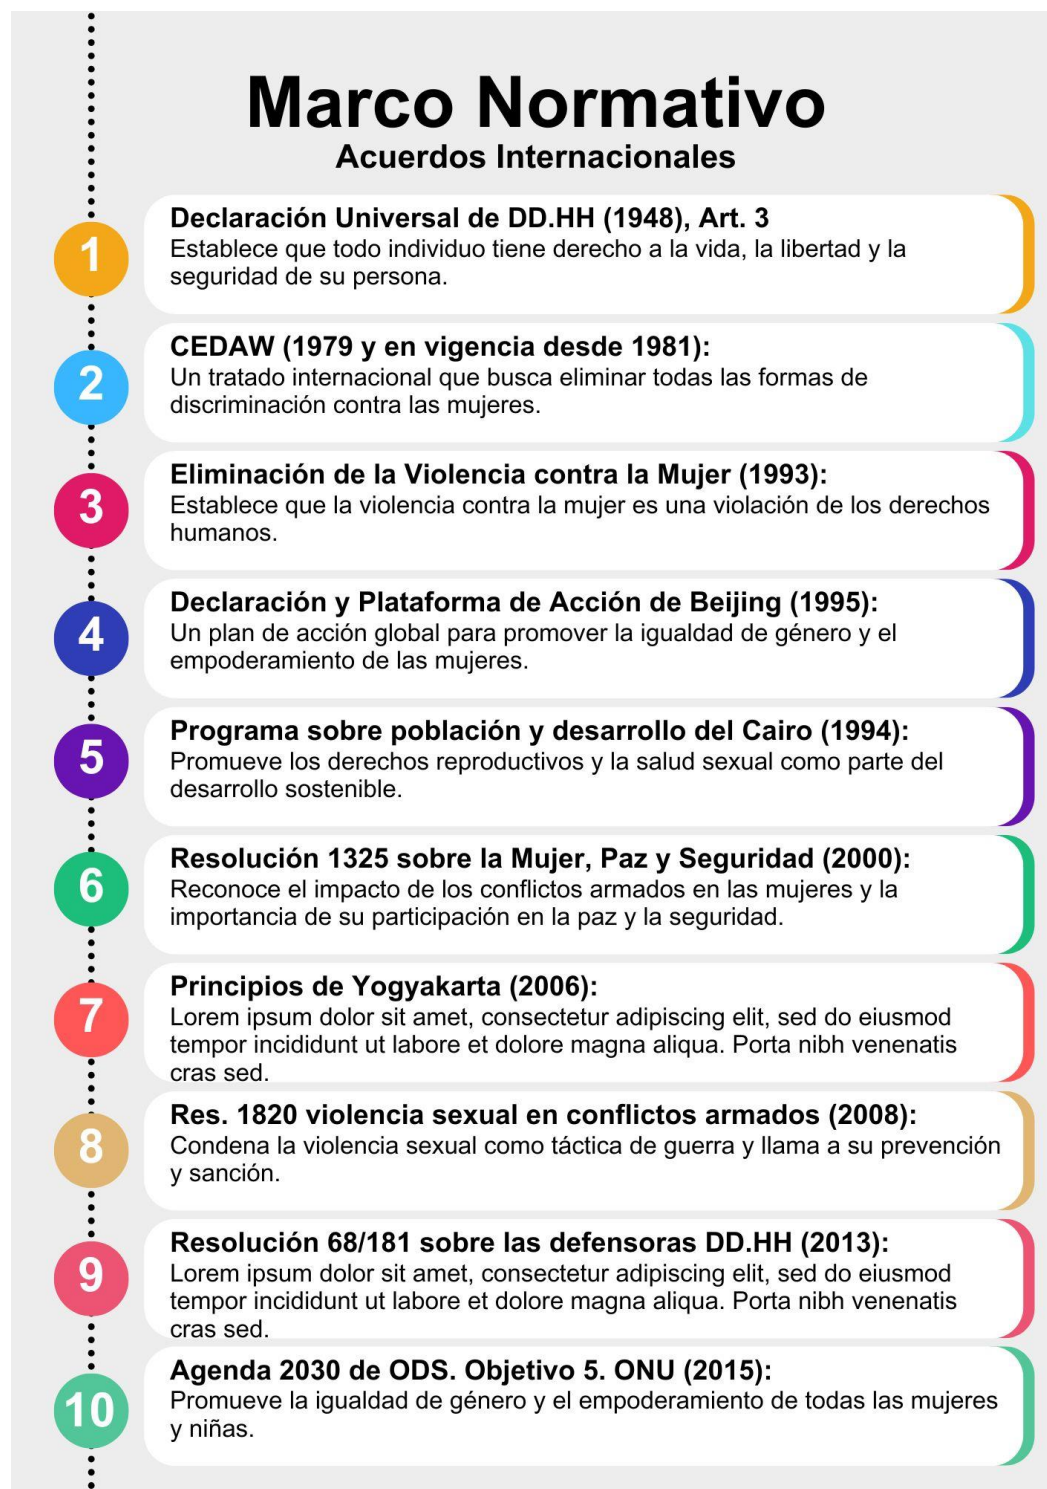 Marco Normativo
Acuerdos Internacionales
1
Declaración Universal de DD.HH (1948), Art. 3
Establece que todo individuo tiene derecho a la vida, la libertad y la
seguridad de su persona.
2
CEDAW (1979 y en vigencia desde 1981):
Un tratado internacional que busca eliminar todas las formas de
discriminación contra las mujeres.
3
Eliminación de la Violencia contra la Mujer (1993):
Establece que la violencia contra la mujer es una violación de los derechos
humanos.
4
Declaración y Plataforma de Acción de Beijing (1995):
Un plan de acción global para promover la igualdad de género y el
empoderamiento de las mujeres.
5
Programa sobre población y desarrollo del Cairo (1994):
Promueve los derechos reproductivos y la salud sexual como parte del
desarrollo sostenible.
6
Resolución 1325 sobre la Mujer, Paz y Seguridad (2000):
Reconoce el impacto de los conflictos armados en las mujeres y la
importancia de su participación en la paz y la seguridad.
7
Principios de Yogyakarta (2006):
Lorem ipsum dolor sit amet, consectetur adipiscing elit, sed do eiusmod
tempor incididunt ut labore et dolore magna aliqua. Porta nibh venenatis
cras sed.
8
Res. 1820 violencia sexual en conflictos armados (2008):
Condena la violencia sexual como táctica de guerra y llama a su prevención
y sanción.
9
Resolución 68/181 sobre las defensoras DD.HH (2013):
Lorem ipsum dolor sit amet, consectetur adipiscing elit, sed do eiusmod
tempor incididunt ut labore et dolore magna aliqua. Porta nibh venenatis
cras sed.
10
Agenda 2030 de ODS. Objetivo 5. ONU (2015):
Promueve la igualdad de género y el empoderamiento de todas las mujeres
y niñas.